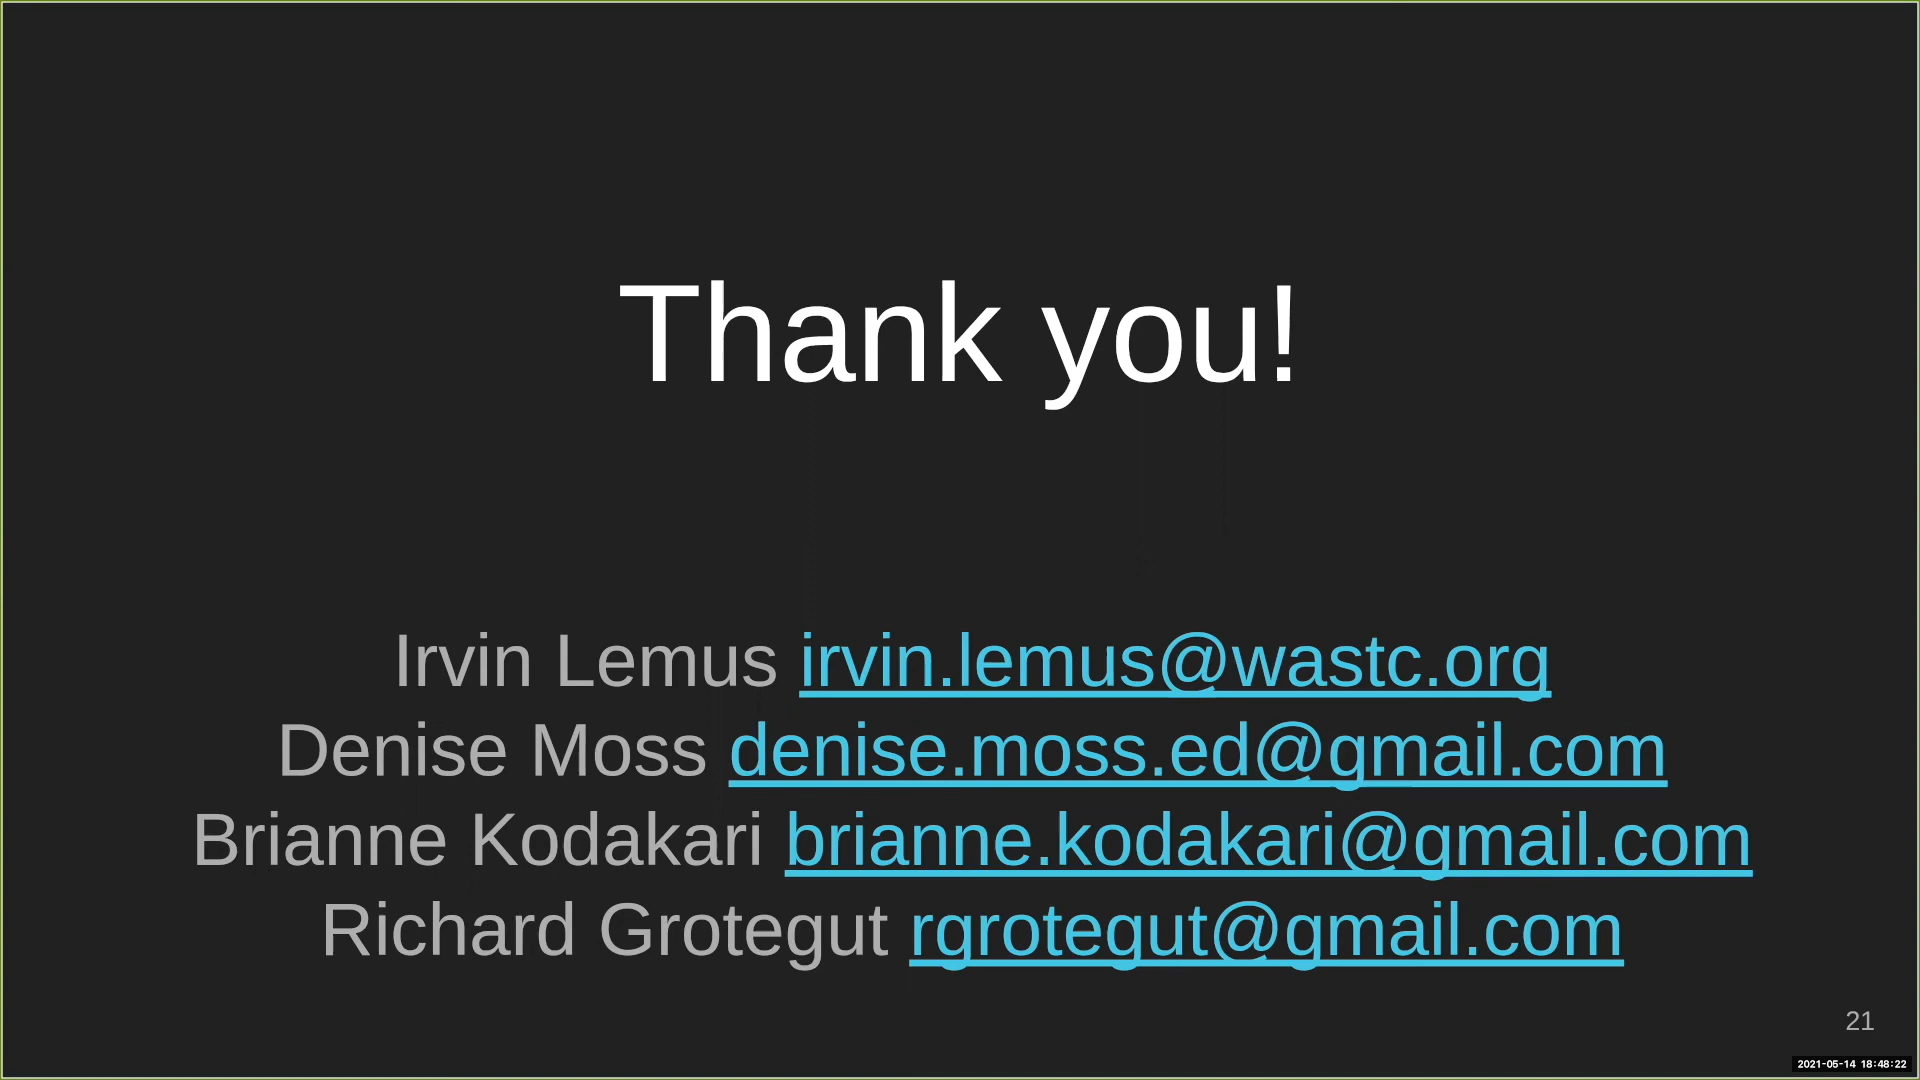 Thank you!
Irvin Lemus irvin.lemus@wastc.org
Denise Moss denise.moss.ed@gmail.com
Brianne Kodakari brianne.kodakari@gmail.com
Richard Grotegut rgrotegut@gmail.com
21
2021-05-14 18:48:22